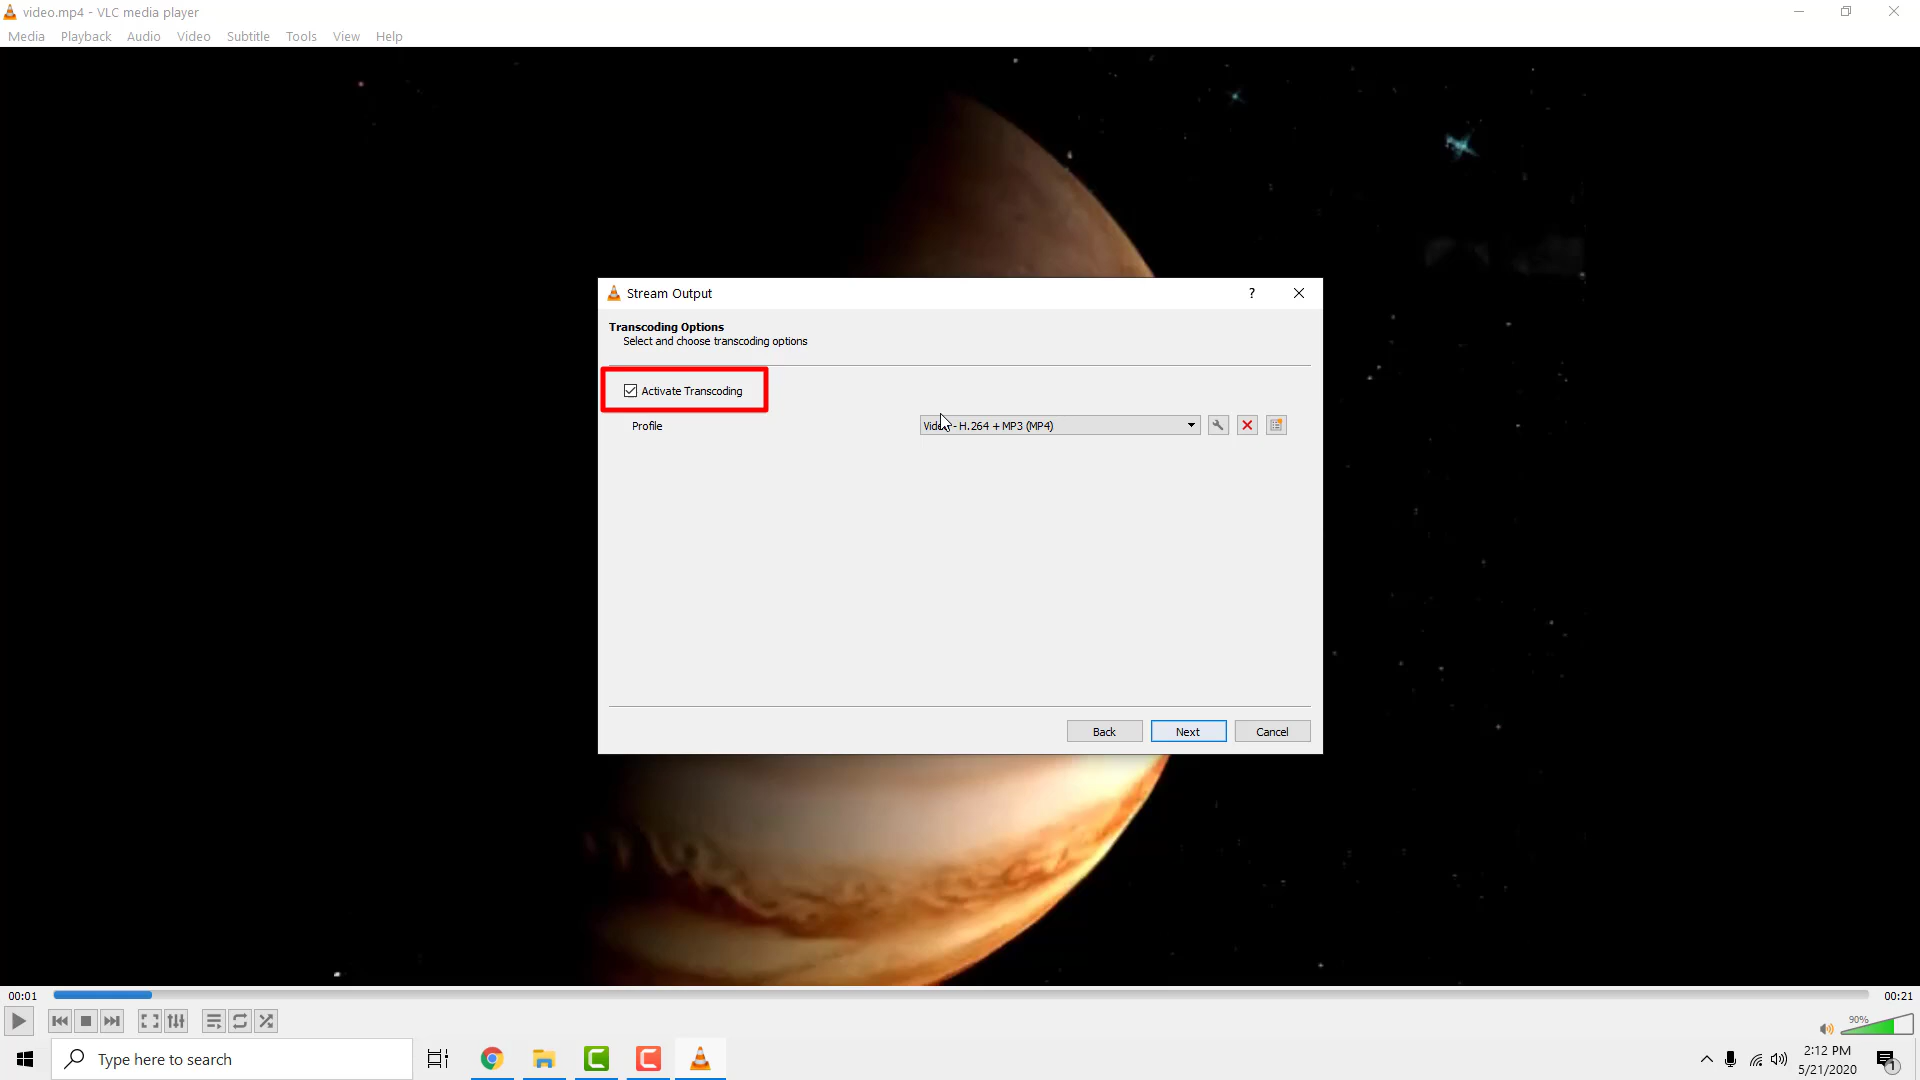 video.mp4 - VLC media player
Media Playback Audio Video Subtitle Tools View Help
Stream Output
?
Transcoding Options
Select and choose transcoding options
Activate Transcoding
Profile
Video - H.264 + MP3 (MP4)
Back Next Cancel
00:01
00:21
90%
Type here to search
2:12 PM
5/21/2020
1